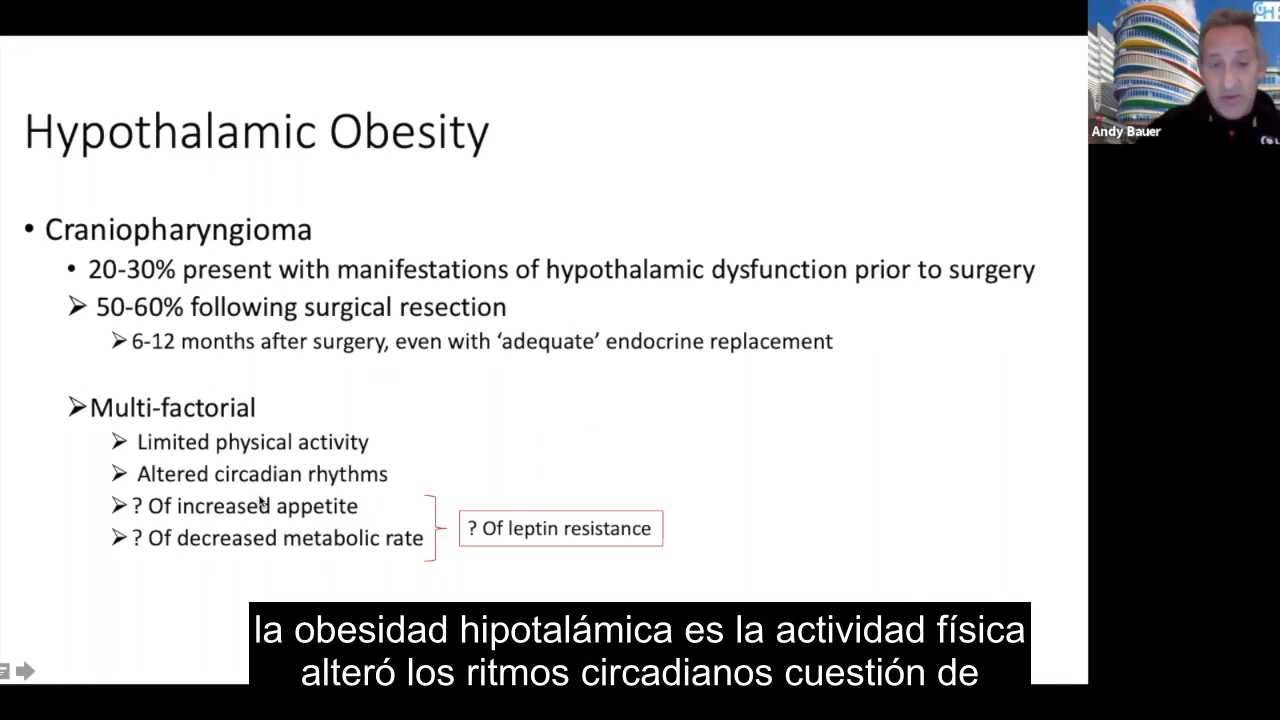 Hypothalamic Obesity
• Craniopharyngioma
• 20-30% present with manifestations of hypothalamic dysfunction prior to surgery
➢ 50-60% following surgical resection
➢ 6-12 months after surgery, even with ‘adequate’ endocrine replacement
➢ Multi-factorial
➢ Limited physical activity
➢ Altered circadian rhythms
➢ ? Of increased appetite
➢ ? Of decreased metabolic rate
? Of leptin resistance
Andy Bauer
la obesidad hipotalámica es la actividad física
alteró los ritmos circadianos cuestión de